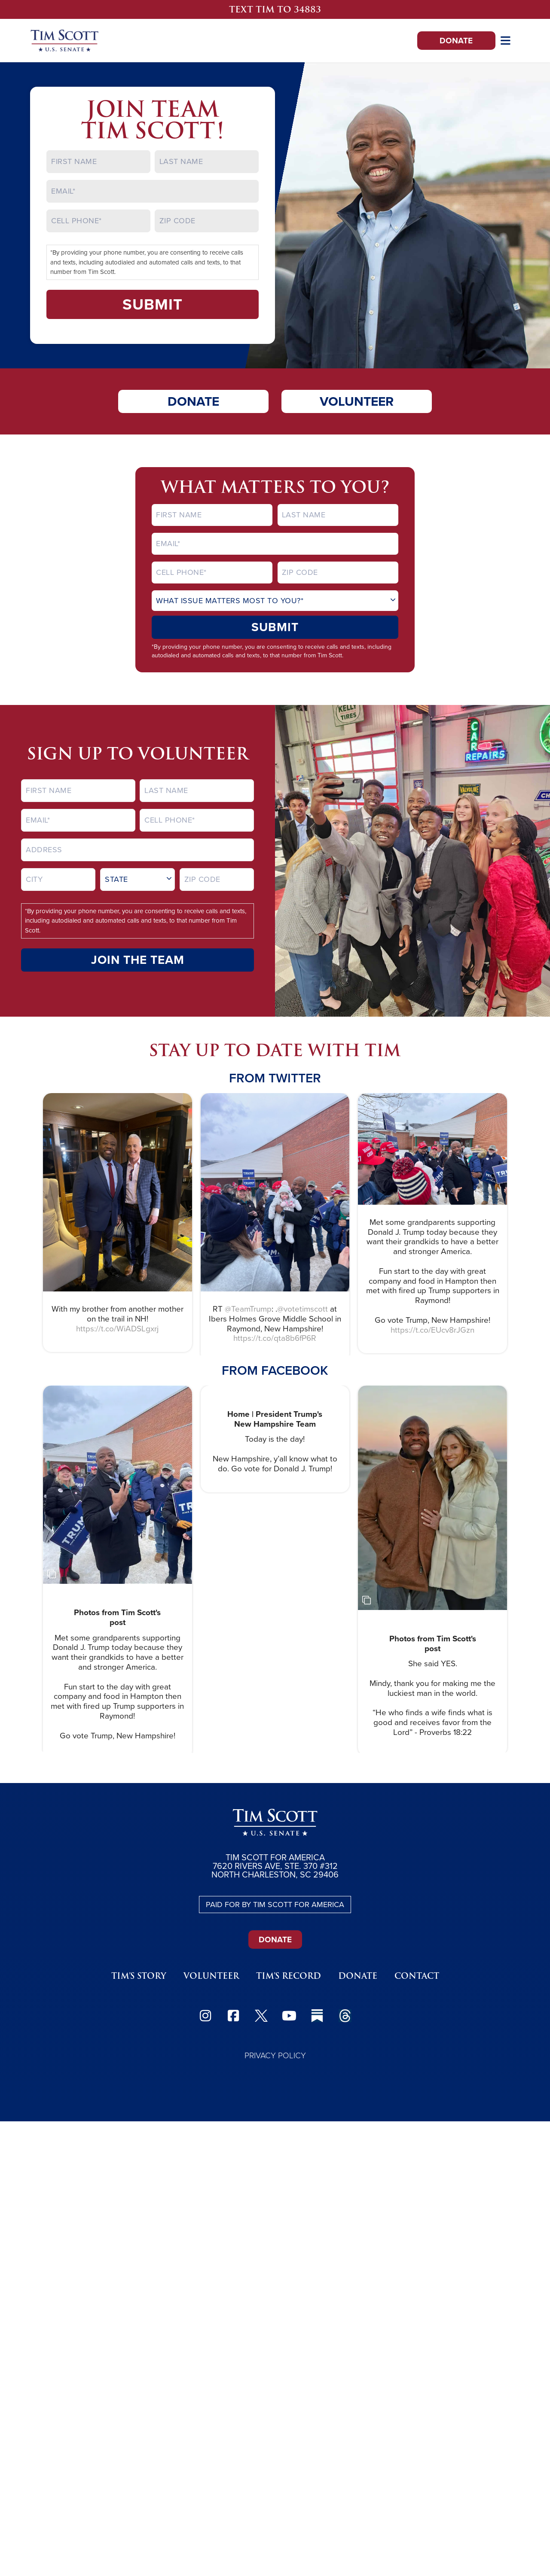 TEXT TIM TO 34883
TIM SCOTT
★ U.S. SENATE ★
DONATE
JOIN TEAM
TIM SCOTT!
FIRST NAME
LAST NAME
EMAIL*
CELL PHONE*
ZIP CODE
*By providing your phone number, you are consenting to receive calls
and texts, including autodialed and automated calls and texts, to that
number from Tim Scott.
SUBMIT
DONATE
VOLUNTEER
WHAT MATTERS TO YOU?
FIRST NAME
LAST NAME
EMAIL*
CELL PHONE*
ZIP CODE
WHAT ISSUE MATTERS MOST TO YOU?*
SUBMIT
*By providing your phone number, you are consenting to receive calls and texts, including
autodialed and automated calls and texts, to that number from Tim Scott.
SIGN UP TO VOLUNTEER
FIRST NAME
LAST NAME
EMAIL*
CELL PHONE*
ADDRESS
CITY
STATE
ZIP CODE
*By providing your phone number, you are consenting to receive calls and texts,
including autodialed and automated calls and texts, to that number from Tim
Scott.
JOIN THE TEAM
KELLY
TIRES
CAR
REPAIRS
VALVOLINE
STAY UP TO DATE WITH TIM
FROM TWITTER
With my brother from another mother
on the trail in NH!
https://t.co/WiADSLgxrj
TRUMP
RT @TeamTrump: .@votetimscott at
Ibers Holmes Grove Middle School in
Raymond, New Hampshire!
https://t.co/qta8b6fP6R
TRUMP
Met some grandparents supporting
Donald J. Trump today because they
want their grandkids to have a better
and stronger America.
Fun start to the day with great
company and food in Hampton then
met with fired up Trump supporters in
Raymond!
Go vote Trump, New Hampshire!
https://t.co/EUcv8rJGzn
FROM FACEBOOK
TRUMP
Photos from Tim Scott's
post
Met some grandparents supporting
Donald J. Trump today because they
want their grandkids to have a better
and stronger America.
Fun start to the day with great
company and food in Hampton then
met with fired up Trump supporters in
Raymond!
Go vote Trump, New Hampshire!
Home | President Trump's
New Hampshire Team
Today is the day!
New Hampshire, y'all know what to
do. Go vote for Donald J. Trump!
Photos from Tim Scott's
post
She said YES.
Mindy, thank you for making me the
luckiest man in the world.
"He who finds a wife finds what is
good and receives favor from the
Lord" - Proverbs 18:22
TIM SCOTT
★ U.S. SENATE ★
TIM SCOTT FOR AMERICA
7620 RIVERS AVE, STE. 370 #312
NORTH CHARLESTON, SC 29406
PAID FOR BY TIM SCOTT FOR AMERICA
DONATE
TIM'S STORY
VOLUNTEER
TIM'S RECORD
DONATE
CONTACT
PRIVACY POLICY